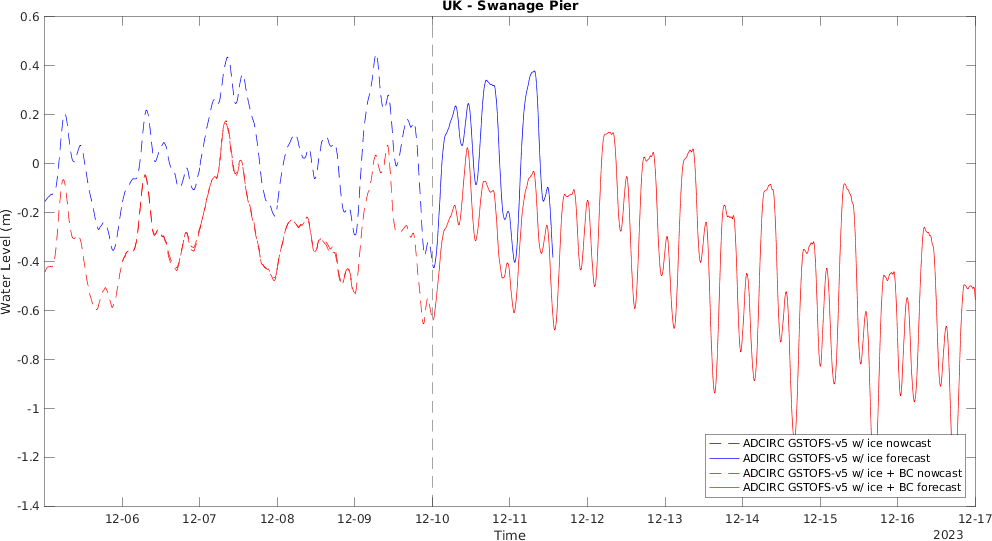 UK - Swanage Pier
0.6
0.4
0.2
0
-0.2
-0.4
-0.6
-0.8
-1
-1.2
-1.4
Water Level (m)
ADCIRC GSTOFS-v5 w/ ice nowcast
ADCIRC GSTOFS-v5 w/ ice forecast
ADCIRC GSTOFS-v5 w/ ice + BC nowcast
ADCIRC GSTOFS-v5 w/ ice + BC forecast
12-06 12-07 12-08 12-09 12-10 12-11 12-12 12-13 12-14 12-15 12-16 12-17
Time
2023